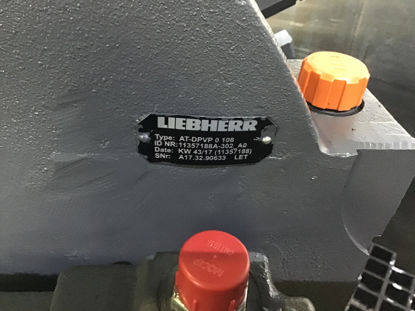 LIEBHERR
Type: AT-DPVP 0 108
ID NR:11357188A-302_A0
Date: KW 43/17 (11357188)
SNr: A17.32.90633 LET